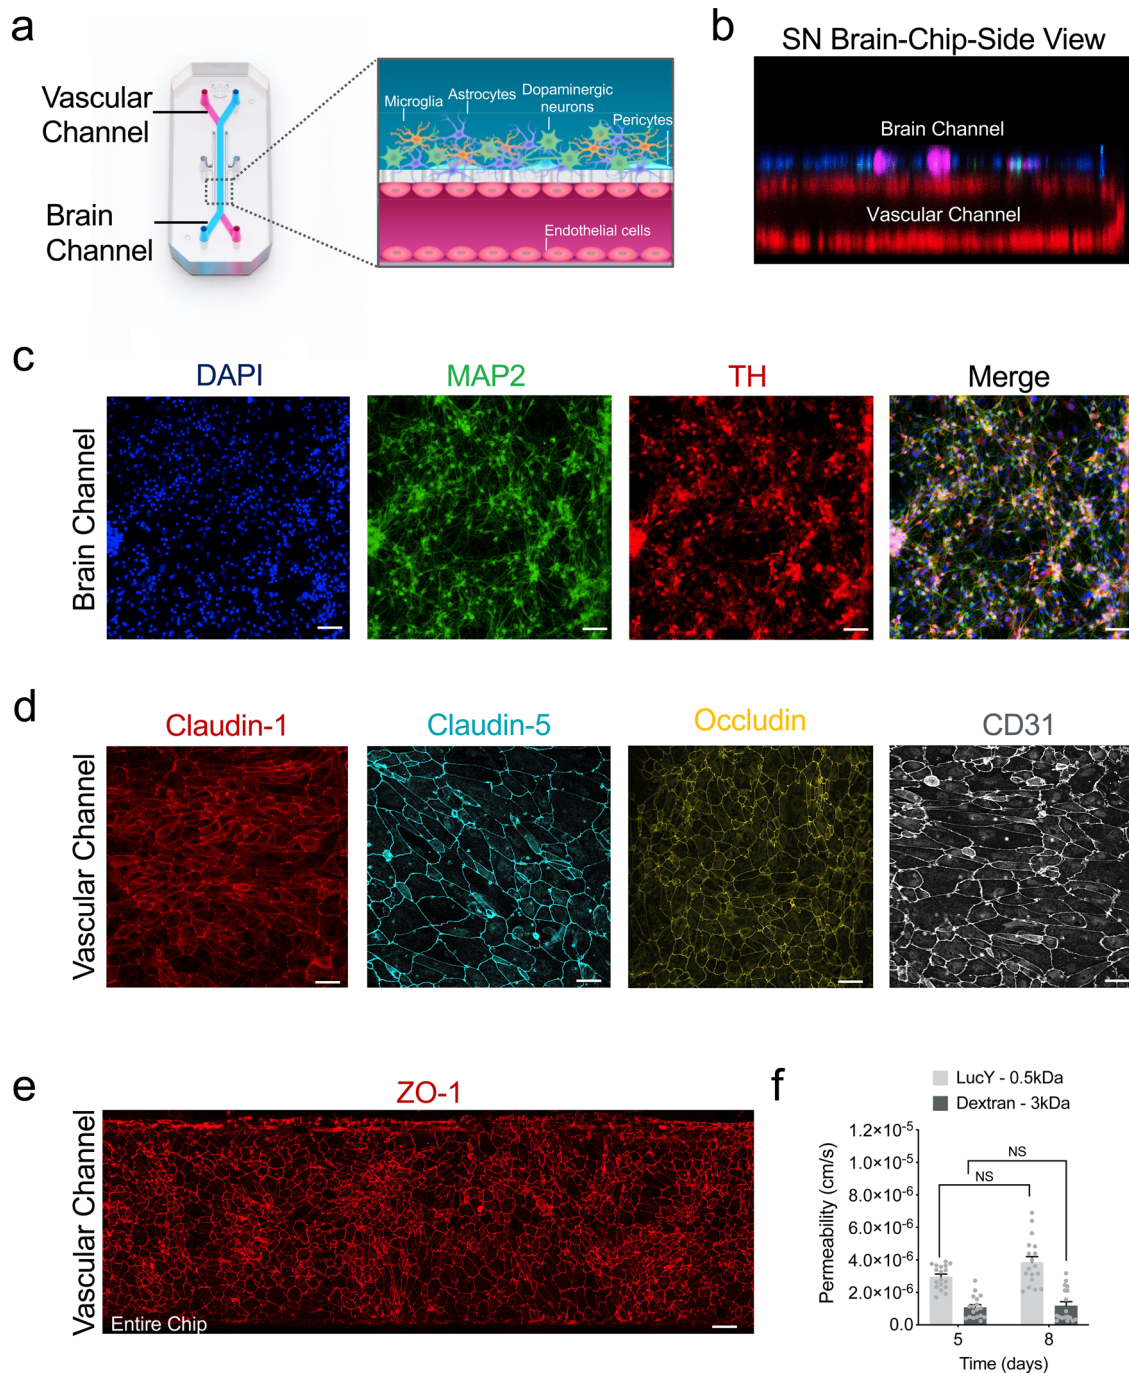 a
Vascular
Channel
Brain
Channel
Microglia
Astrocytes
Dopaminergic
neurons
Pericytes
Endothelial cells
b
SN Brain-Chip-Side View
Brain Channel
Vascular Channel
c
DAPI
MAP2
TH
Merge
Brain Channel
d
Claudin-1
Claudin-5
Occludin
CD31
Vascular Channel
e
ZO-1
Vascular Channel
Entire Chip
f
LucY - 0.5kDa
Dextran - 3kDa
Permeability (cm/s)
1.2×10⁻⁵
1.0×10⁻⁵
8.0×10⁻⁶
6.0×10⁻⁶
4.0×10⁻⁶
2.0×10⁻⁶
0.0
NS
NS
5
8
Time (days)